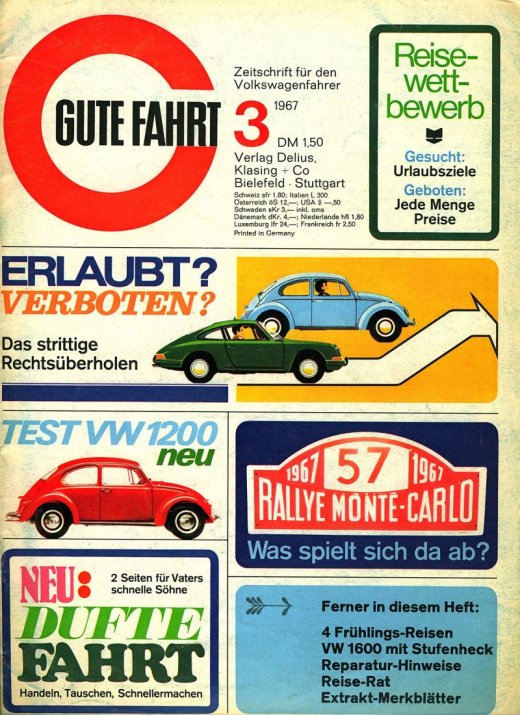 GUTE FAHRT
Zeitschrift für den
Volkswagenfahrer
3
1967
DM 1,50
Verlag Delius,
Klasing + Co
Bielefeld · Stuttgart
Schweiz sfr 1,80; Italien L 300
Österreich öS 12,—; USA $ —,50
Schweden sKr 3,— inkl. oms
Dänemark dKr. 4,—; Niederlande hfl 1,80
Luxemburg lfr 24,—; Frankreich fr 2,50
Printed in Germany
Reise-
wett-
bewerb
Gesucht:
Urlaubsziele
Geboten:
Jede Menge
Preise
ERLAUBT?
VERBOTEN?
Das strittige
Rechtsüberholen
TEST VW 1200
neu
1967 57 1967
RALLYE MONTE-CARLO
Was spielt sich da ab?
NEU:
2 Seiten für Vaters
schnelle Söhne
DUFTE
FAHRT
Handeln, Tauschen, Schnellermachen
Ferner in diesem Heft:
4 Frühlings-Reisen
VW 1600 mit Stufenheck
Reparatur-Hinweise
Reise-Rat
Extrakt-Merkblätter